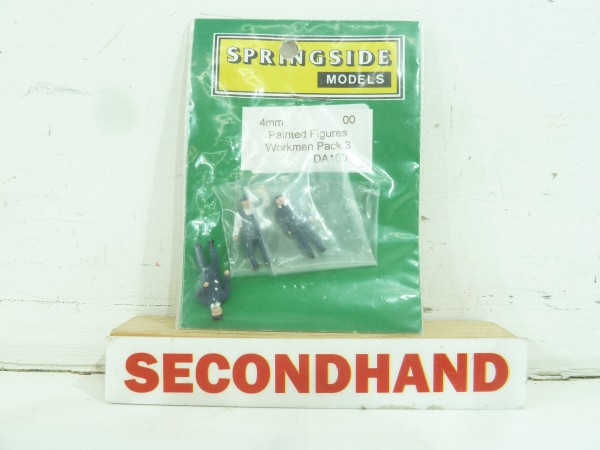 SPRINGSIDE
MODELS
4mm 00
Painted Figures
Workmen Pack 3
SECONDHAND